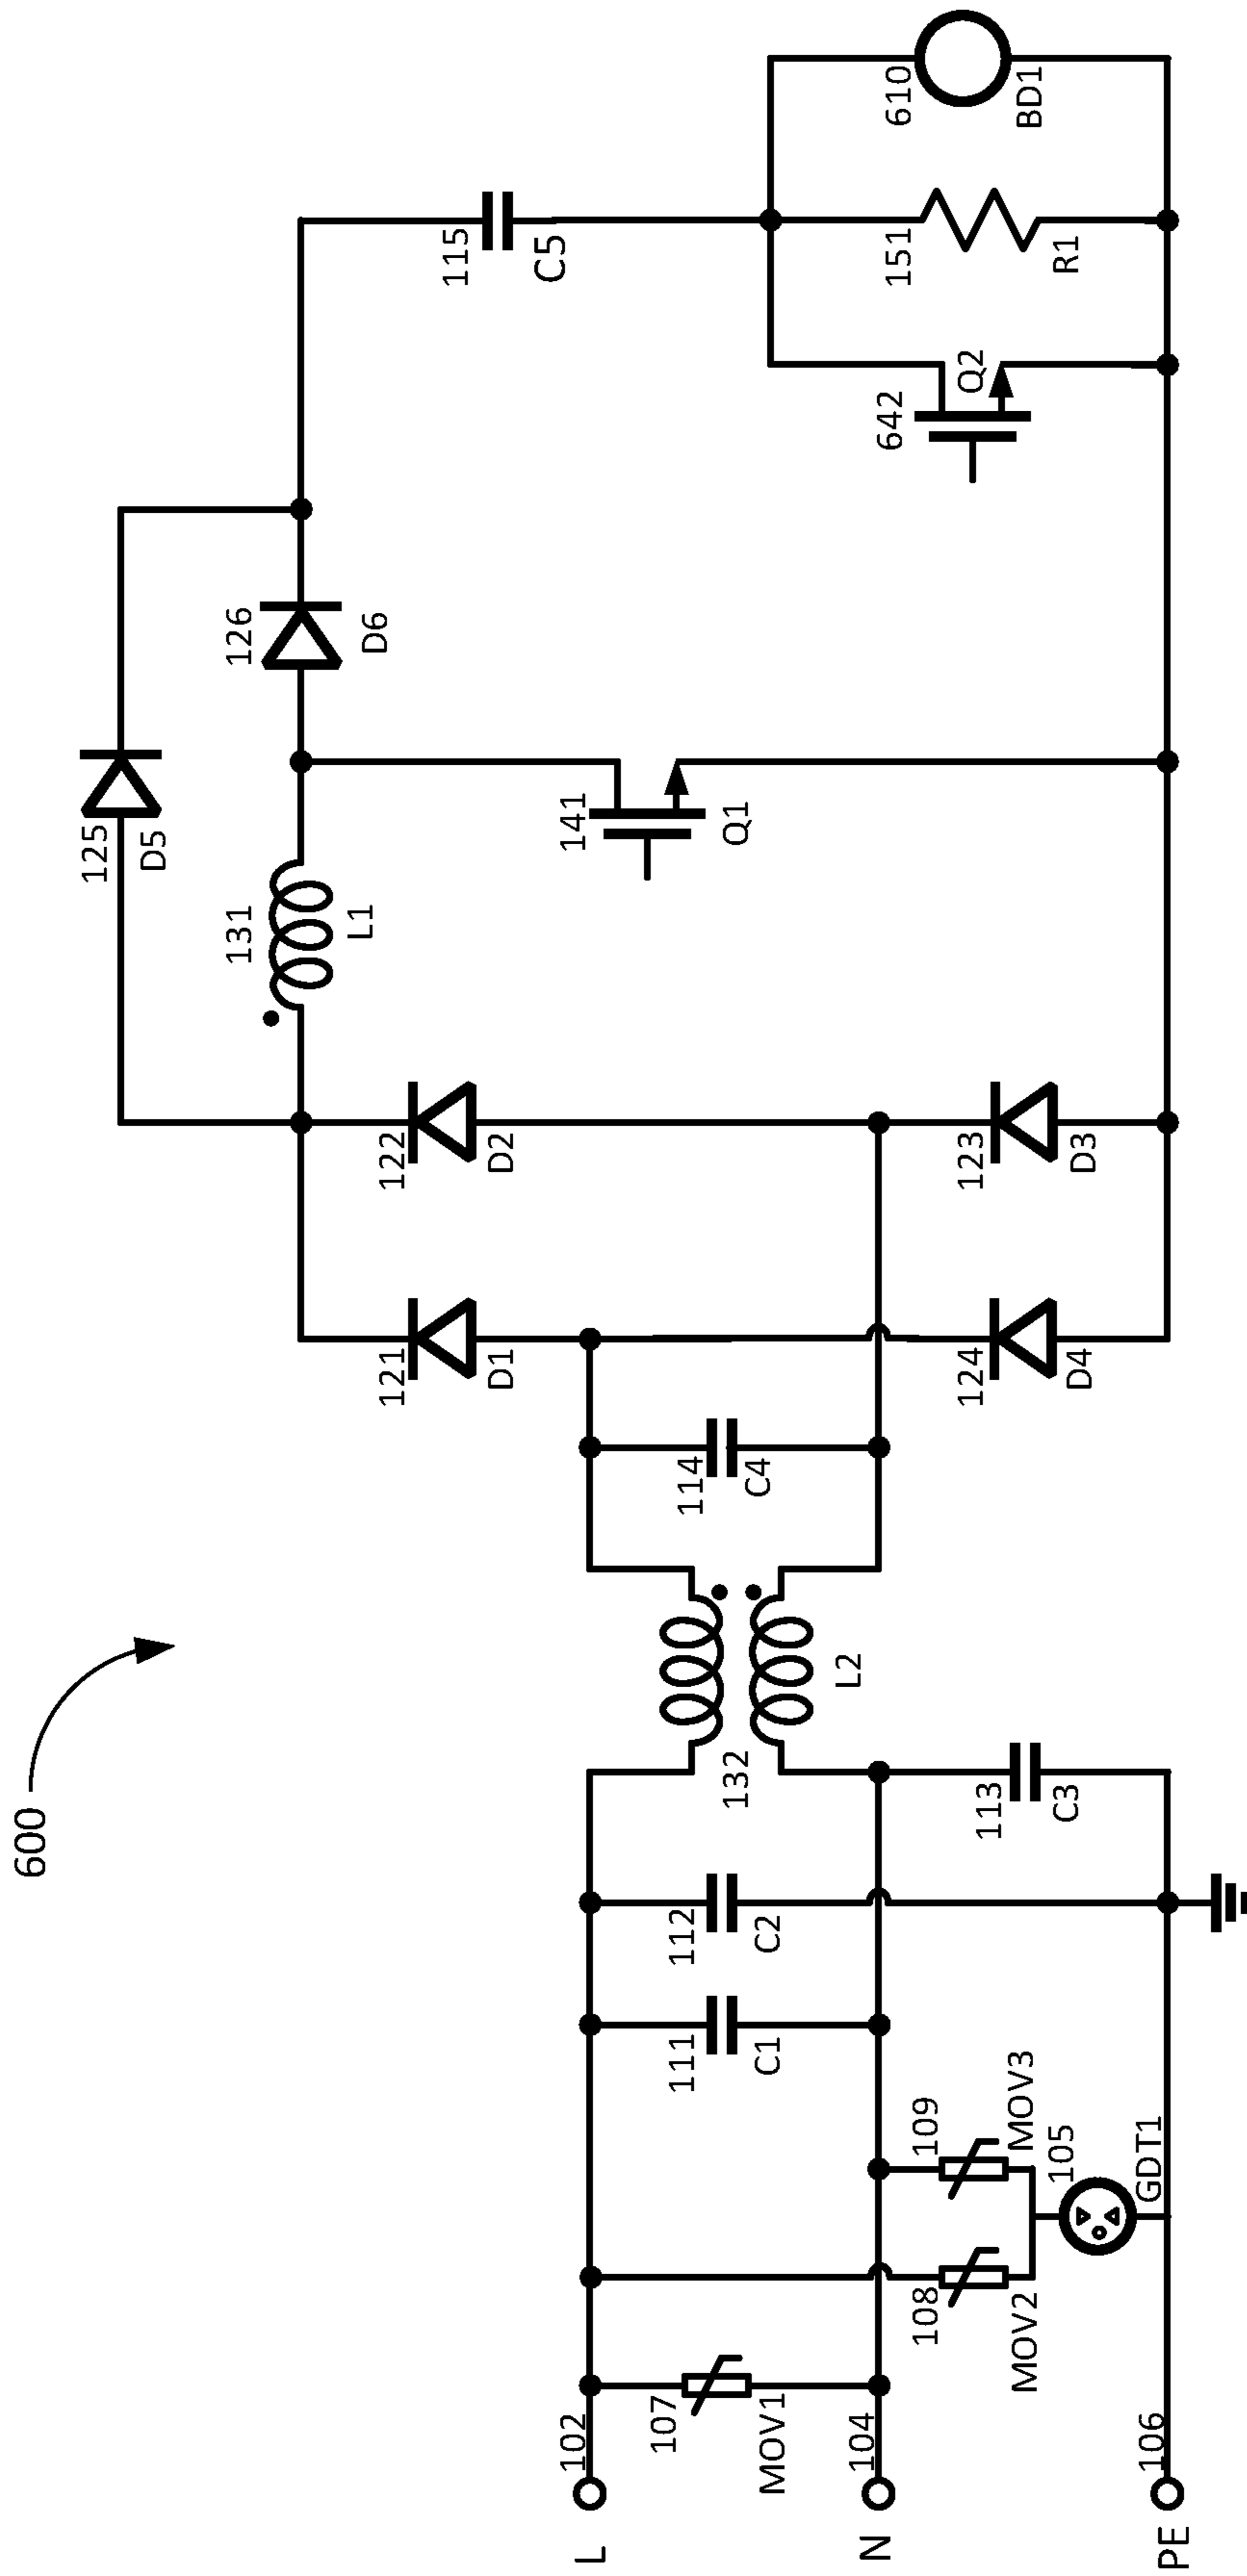 600
125
D5
131
L1
126
D6
121
D1
122
D2
141
Q1
115
C5
L
102
107
MOV1
111
C1
112
C2
132
L2
114
C4
642
Q2
151
R1
610
BD1
N
104
108
MOV2
109
MOV3
105
GDT1
113
C3
124
D4
123
D3
PE
106